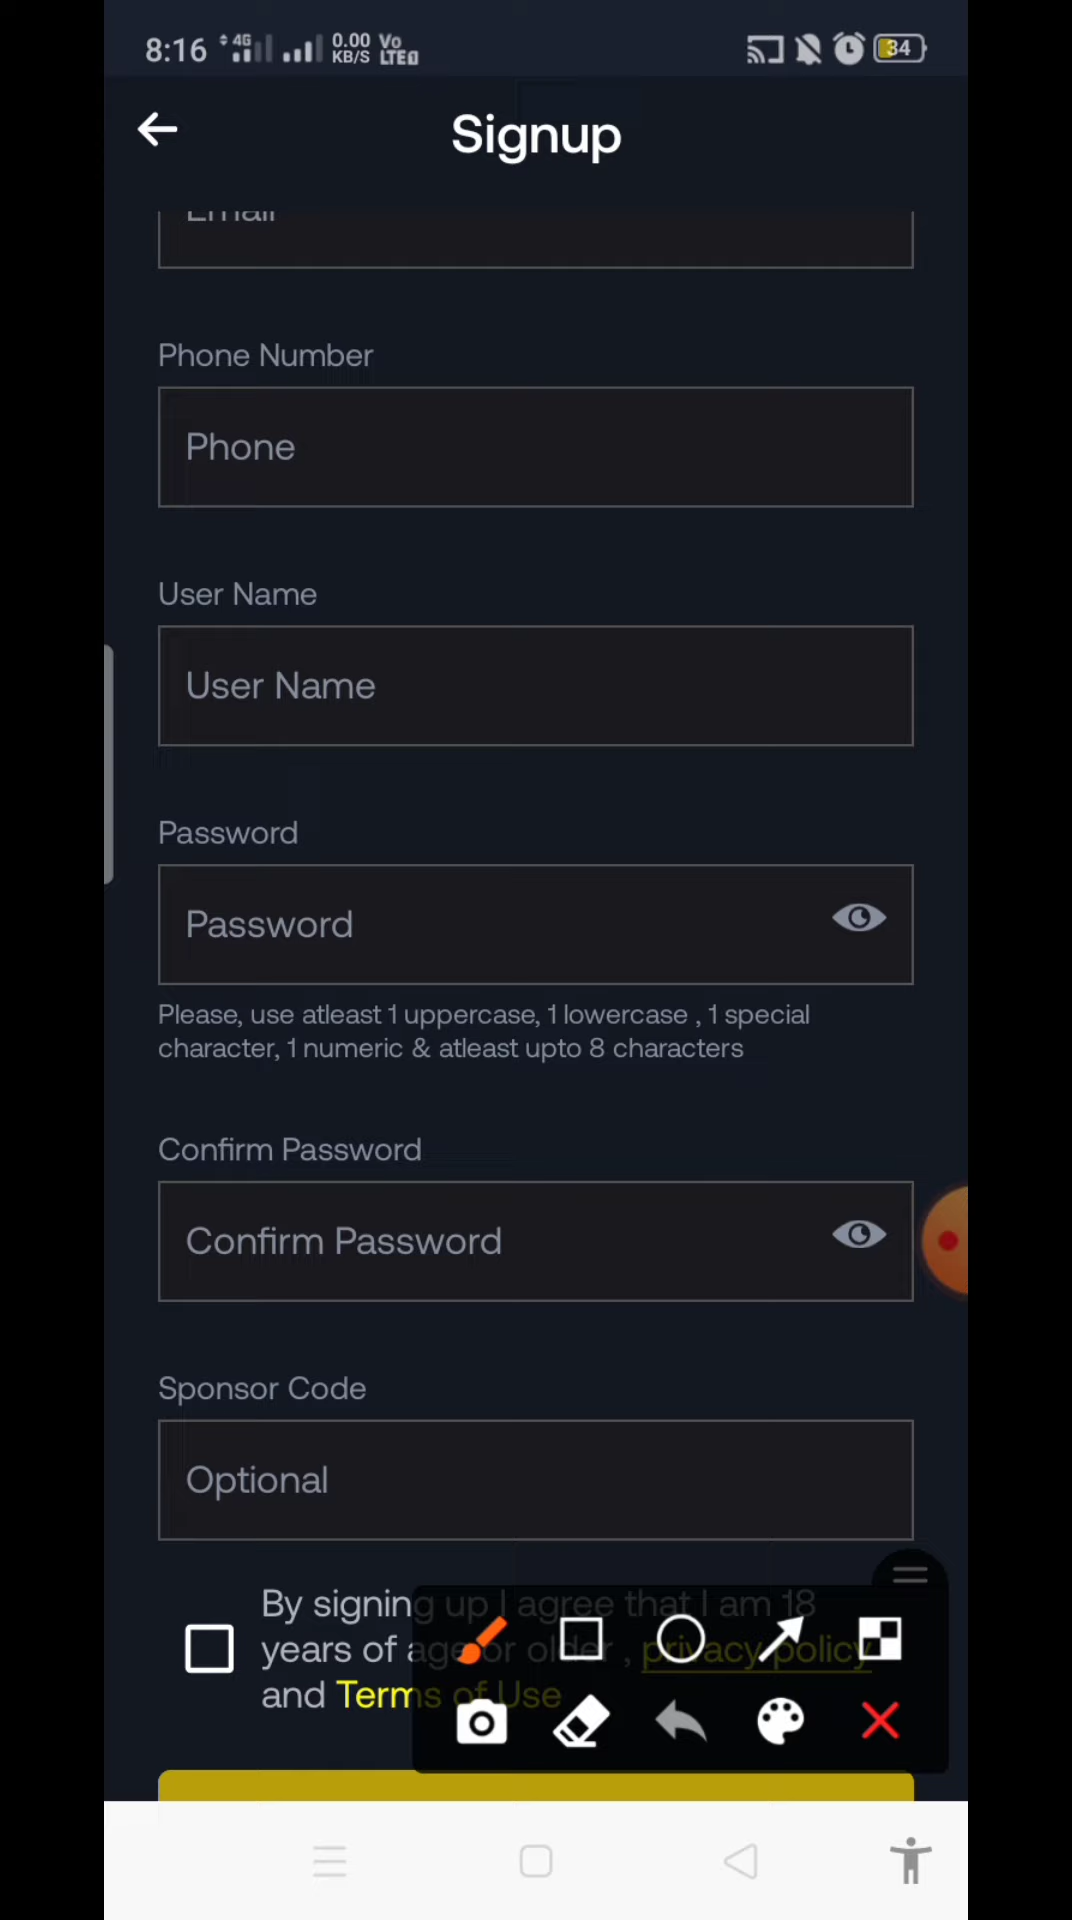 8:16 4G 0.00 KB/S Vo LTE 34
Signup
Email
Phone Number
Phone
User Name
User Name
Password
Password
Please, use atleast 1 uppercase, 1 lowercase , 1 special
character, 1 numeric & atleast upto 8 characters
Confirm Password
Confirm Password
Sponsor Code
Optional
By signing up I agree that I am 18
years of age or older , privacy policy
and Terms of Use